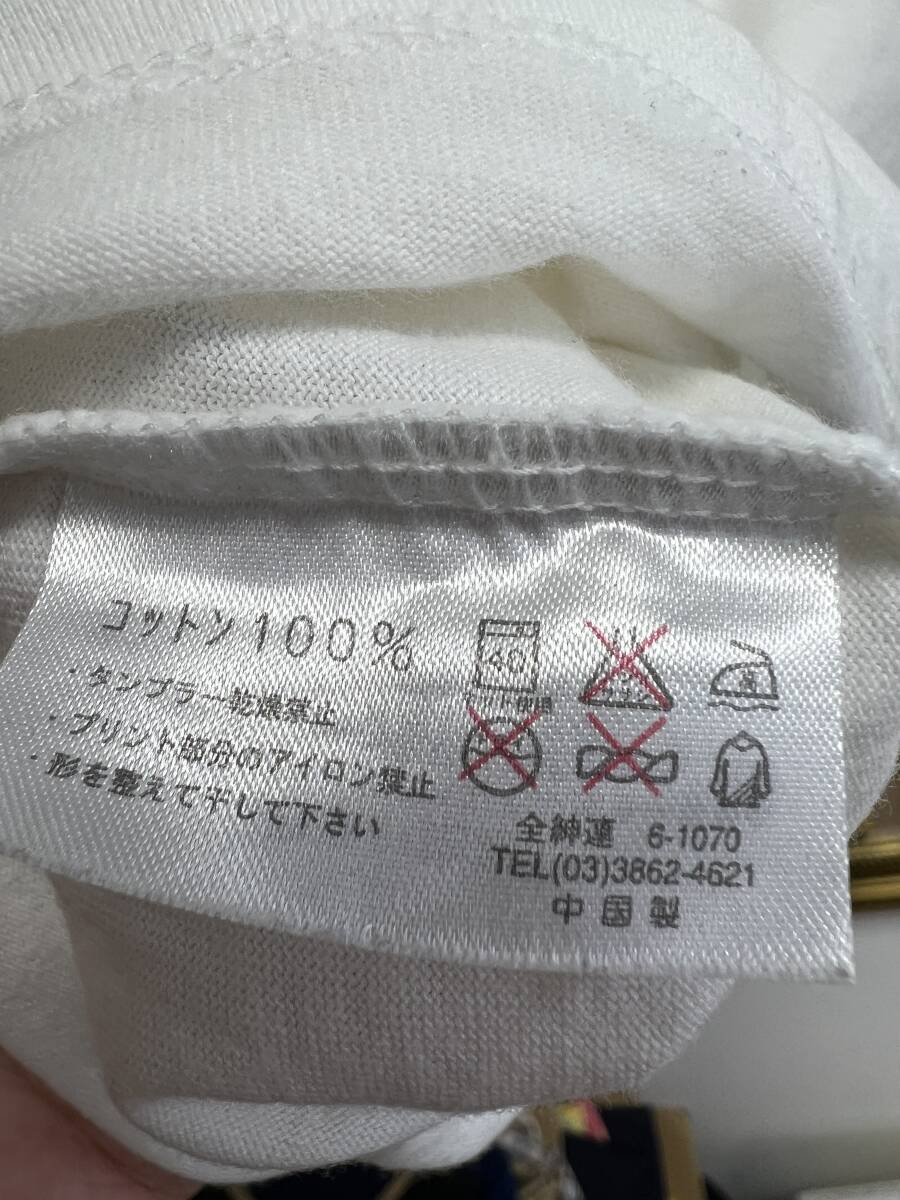 コットン100%
・タンブラー乾燥禁止
・プリント部分のアイロン禁止
・形を整えて干して下さい
40
全紳連 6-1070
TEL(03)3862-4621
中国製